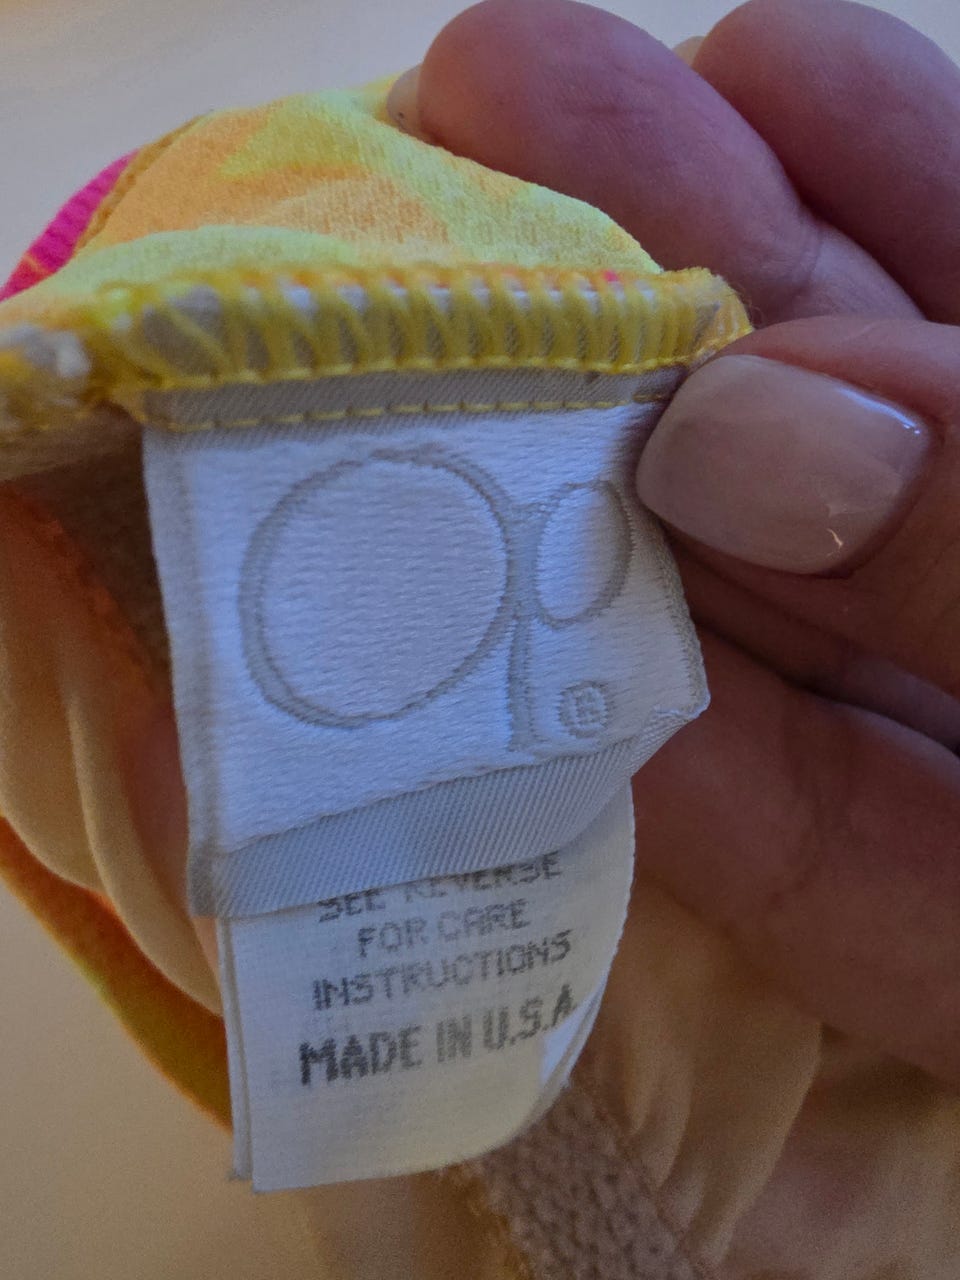 Op
®
SEE REVERSE
FOR CARE
INSTRUCTIONS
MADE IN U.S.A.